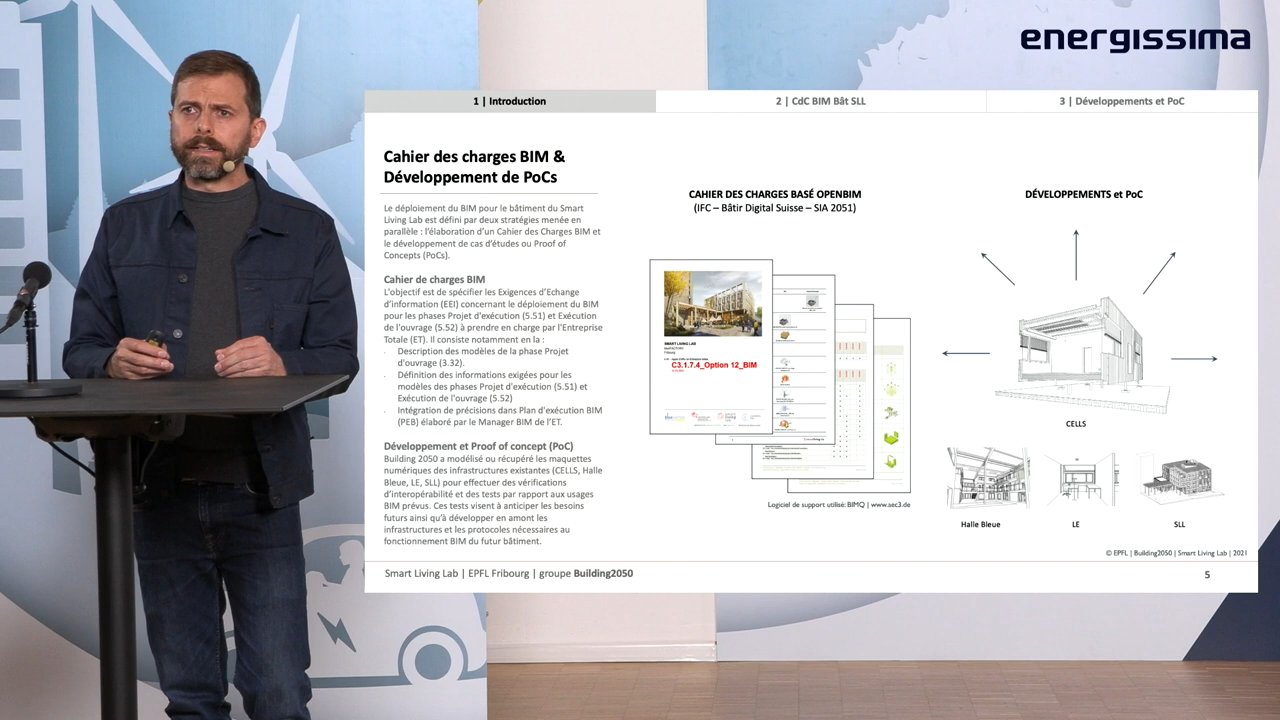 energissima
1 | Introduction
2 | CdC BIM Bât SLL
3 | Développements et PoC
Cahier des charges BIM &
Développement de PoCs
Le déploiement du BIM pour le bâtiment du Smart
Living Lab est défini par deux stratégies menée en
parallèle : l'élaboration d'un Cahier des Charges BIM et
le développement de cas d'études ou Proof of
Concepts (PoCs).
Cahier de charges BIM
L'objectif est de spécifier les Exigences d'Echange
d'information (EEI) concernant le déploiement du BIM
pour les phases Projet d'exécution (5.51) et Exécution
de l'ouvrage (5.52) à prendre en charge par l'Entreprise
Totale (ET). Il consiste notamment en la :
Description des modèles de la phase Projet
d'ouvrage (3.32).
Définition des informations exigées pour les
modèles des phases Projet d'exécution (5.51) et
Exécution de l'ouvrage (5.52)
Intégration de précisions dans Plan d'exécution BIM
(PEB) élaboré par le Manager BIM de l'ET.
Développement et Proof of concept (PoC)
Building 2050 a modélisé ou récupéré les maquettes
numériques des infrastructures existantes (CELLS, Halle
Bleue, LE, SLL) pour effectuer des vérifications
d'interopérabilité et des tests par rapport aux usages
BIM prévus. Ces tests visent à anticiper les besoins
futurs ainsi qu'à développer en amont les
infrastructures et les protocoles nécessaires au
fonctionnement BIM du futur bâtiment.
CAHIER DES CHARGES BASÉ OPENBIM
(IFC – Bâtir Digital Suisse – SIA 2051)
SMART LIVING LAB
C3.1.7.4_Option 12_BIM
Logiciel de support utilisé: BIMQ | www.sec3.de
DÉVELOPPEMENTS et PoC
CELLS
Halle Bleue
LE
SLL
© EPFL | Building2050 | Smart Living Lab | 2021
Smart Living Lab | EPFL Fribourg | groupe Building2050
5